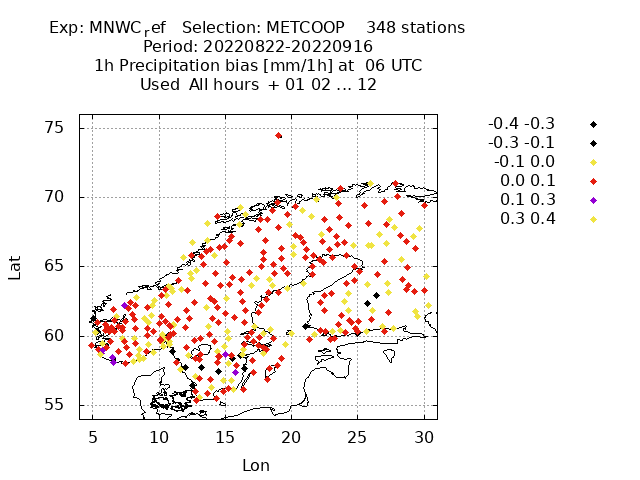 Exp: MNWC_ref Selection: METCOOP 348 stations
Period: 20220822-20220916
1h Precipitation bias [mm/1h] at 06 UTC
Used All hours + 01 02 ... 12
-0.4 -0.3
-0.3 -0.1
-0.1 0.0
0.0 0.1
0.1 0.3
0.3 0.4
75
70
65
60
55
Lat
5 10 15 20 25 30
Lon